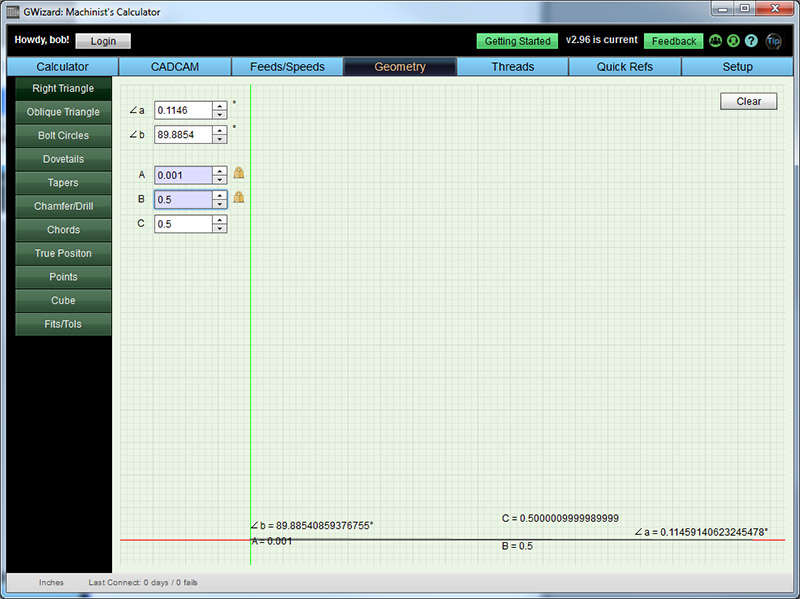 GWizard: Machinist's Calculator
Howdy, bob! Login Getting Started v2.96 is current Feedback Tip
Calculator CADCAM Feeds/Speeds Geometry Threads Quick Refs Setup
Right Triangle
Oblique Triangle
Bolt Circles
Dovetails
Tapers
Chamfer/Drill
Chords
True Positon
Points
Cube
Fits/Tols
∠a 0.1146 °
∠b 89.8854 °
A 0.001
B 0.5
C 0.5
Clear
C = 0.5000009999989999
∠b = 89.88540859376755°
∠a = 0.11459140623245478°
A = 0.001
B = 0.5
Inches Last Connect: 0 days / 0 fails